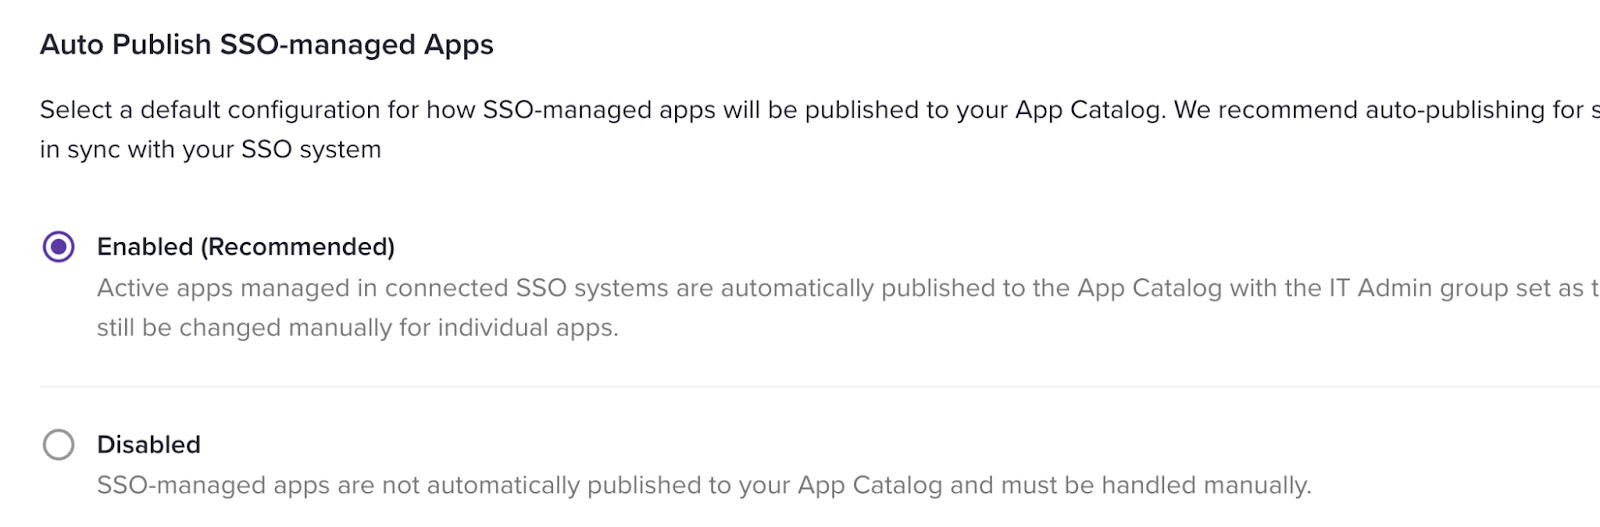 Auto Publish SSO-managed Apps
Select a default configuration for how SSO-managed apps will be published to your App Catalog. We recommend auto-publishing for
in sync with your SSO system
Enabled (Recommended)
Active apps managed in connected SSO systems are automatically published to the App Catalog with the IT Admin group set as
still be changed manually for individual apps.
Disabled
SSO-managed apps are not automatically published to your App Catalog and must be handled manually.